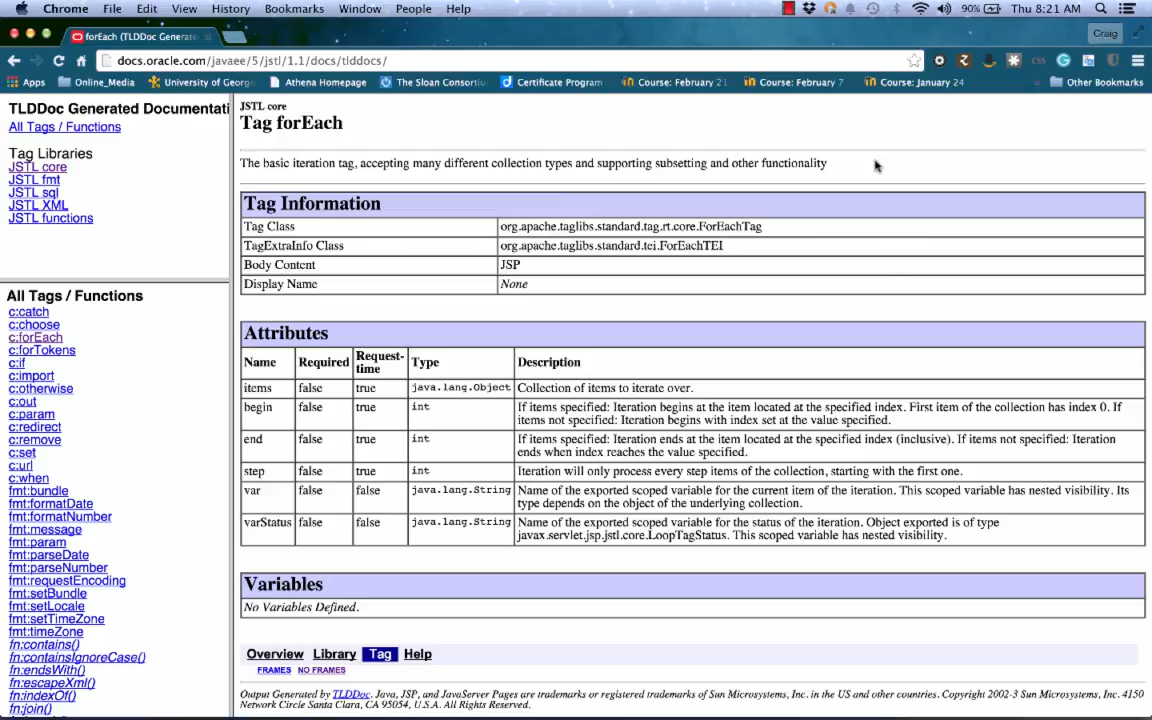 Chrome File Edit View History Bookmarks Window People Help 90% Thu 8:21 AM
forEach (TLDDoc Generate Craig
docs.oracle.com/javaee/5/jstl/1.1/docs/tlddocs/
Apps Online_Media University of Georg Athena Homepage The Sloan Consortiu Certificate Program Course: February 21 Course: February 7 Course: January 24 » Other Bookmarks
TLDDoc Generated Documentati
All Tags / Functions
Tag Libraries
JSTL core
JSTL fmt
JSTL sql
JSTL XML
JSTL functions
All Tags / Functions
c:catch
c:choose
c:forEach
c:forTokens
c:if
c:import
c:otherwise
c:out
c:param
c:redirect
c:remove
c:set
c:url
c:when
fmt:bundle
fmt:formatDate
fmt:formatNumber
fmt:message
fmt:param
fmt:parseDate
fmt:parseNumber
fmt:requestEncoding
fmt:setBundle
fmt:setLocale
fmt:setTimeZone
fmt:timeZone
fn:contains()
fn:containsIgnoreCase()
fn:endsWith()
fn:escapeXml()
fn:indexOf()
fn:join()
JSTL core
Tag forEach
The basic iteration tag, accepting many different collection types and supporting subsetting and other functionality
Tag Information
Tag Class org.apache.taglibs.standard.tag.rt.core.ForEachTag
TagExtraInfo Class org.apache.taglibs.standard.tei.ForEachTEI
Body Content JSP
Display Name None
Attributes
Name Required Request-time Type Description
items false true java.lang.Object Collection of items to iterate over.
begin false true int If items specified: Iteration begins at the item located at the specified index. First item of the collection has index 0. If
items not specified: Iteration begins with index set at the value specified.
end false true int If items specified: Iteration ends at the item located at the specified index (inclusive). If items not specified: Iteration
ends when index reaches the value specified.
step false true int Iteration will only process every step items of the collection, starting with the first one.
var false false java.lang.String Name of the exported scoped variable for the current item of the iteration. This scoped variable has nested visibility. Its
type depends on the object of the underlying collection.
varStatus false false java.lang.String Name of the exported scoped variable for the status of the iteration. Object exported is of type
javax.servlet.jsp.jstl.core.LoopTagStatus. This scoped variable has nested visibility.
Variables
No Variables Defined.
Overview Library Tag Help
FRAMES NO FRAMES
Output Generated by TLDDoc. Java, JSP, and JavaServer Pages are trademarks or registered trademarks of Sun Microsystems, Inc. in the US and other countries. Copyright 2002-3 Sun Microsystems, Inc. 4150
Network Circle Santa Clara, CA 95054, U.S.A. All Rights Reserved.